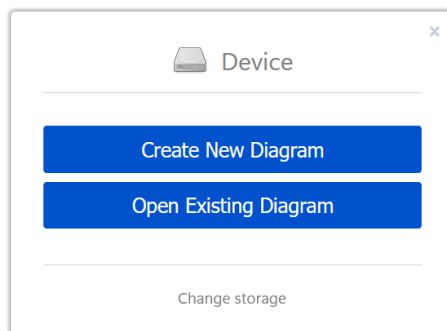 Device
Create New Diagram
Open Existing Diagram
Change storage